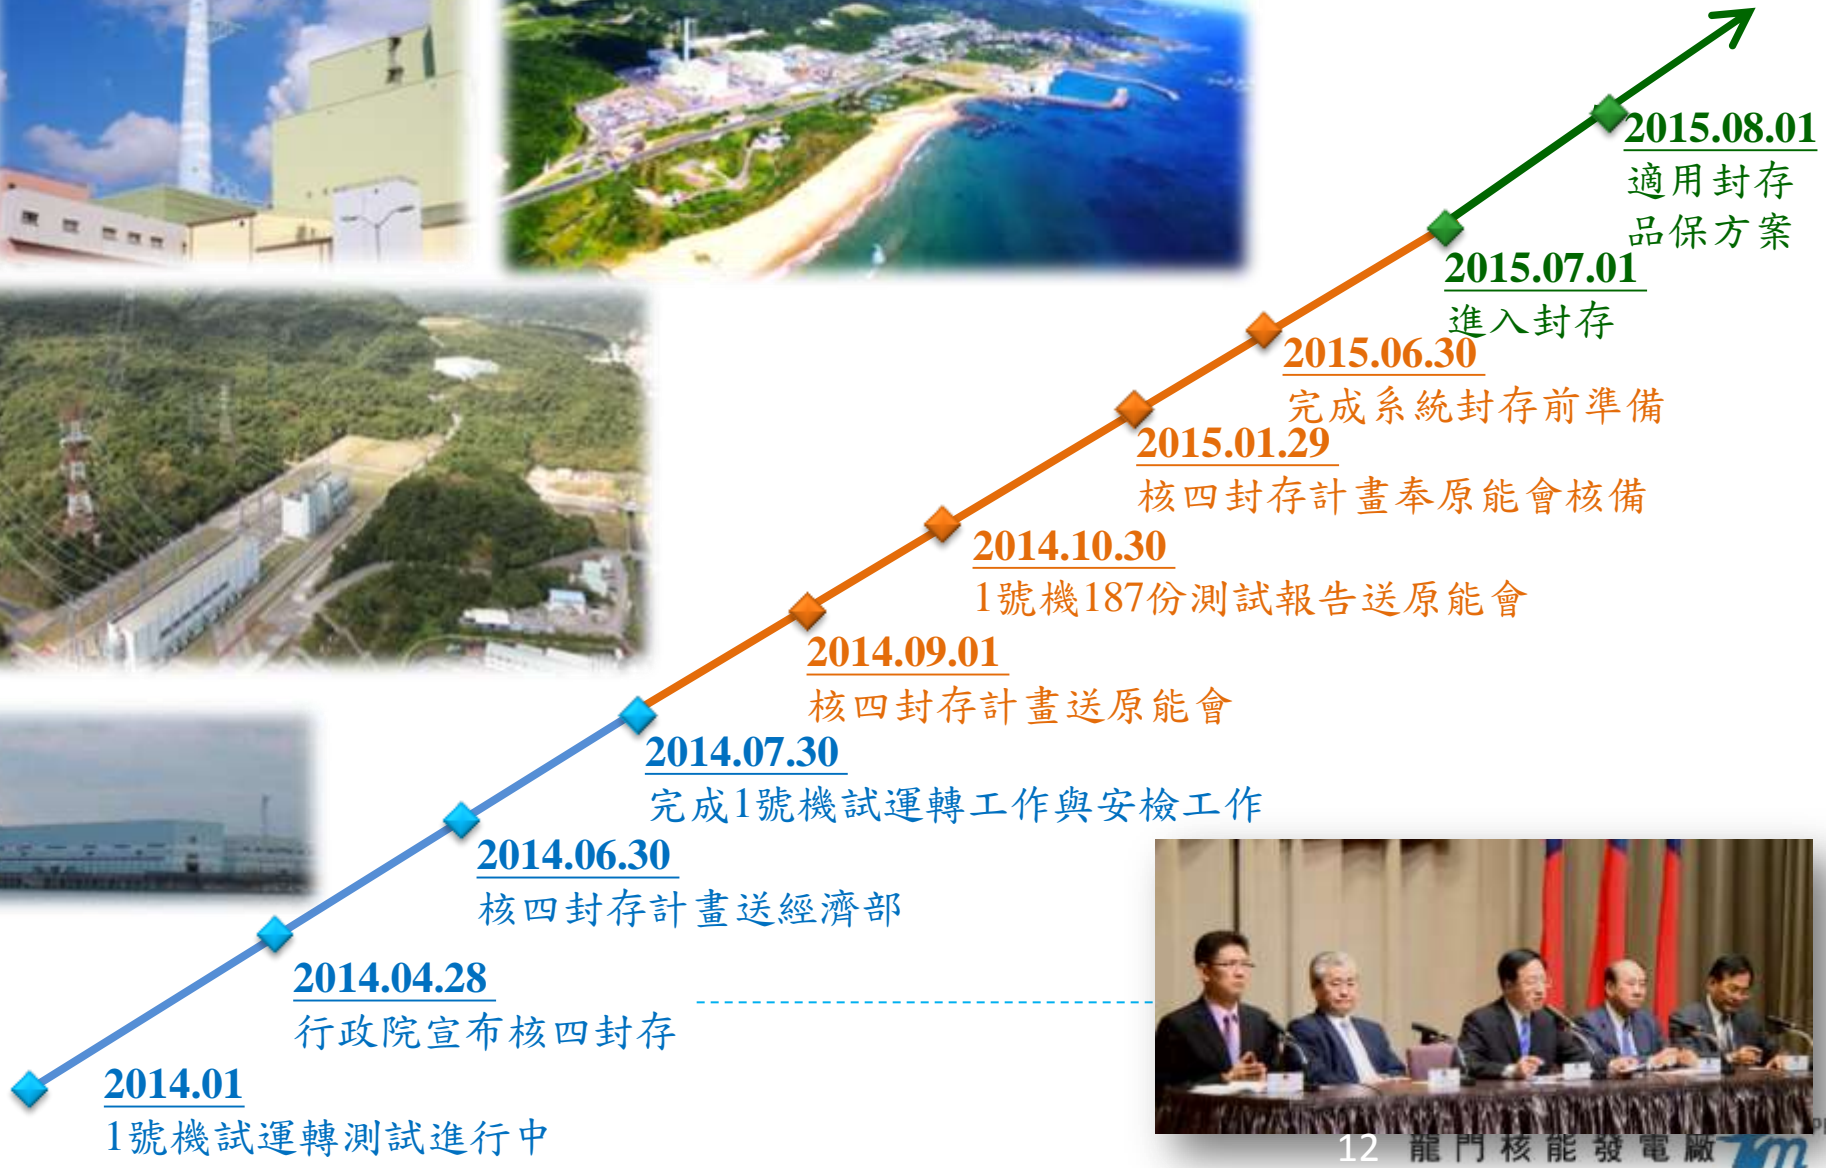 2015.08.01
適用封存
品保方案
2015.07.01
進入封存
2015.06.30
完成系統封存前準備
2015.01.29
核四封存計畫奉原能會核備
2014.10.30
1號機187份測試報告送原能會
2014.09.01
核四封存計畫送原能會
2014.07.30
完成1號機試運轉工作與安檢工作
2014.06.30
核四封存計畫送經濟部
2014.04.28
行政院宣布核四封存
2014.01
1號機試運轉測試進行中
12 龍門核能發電廠